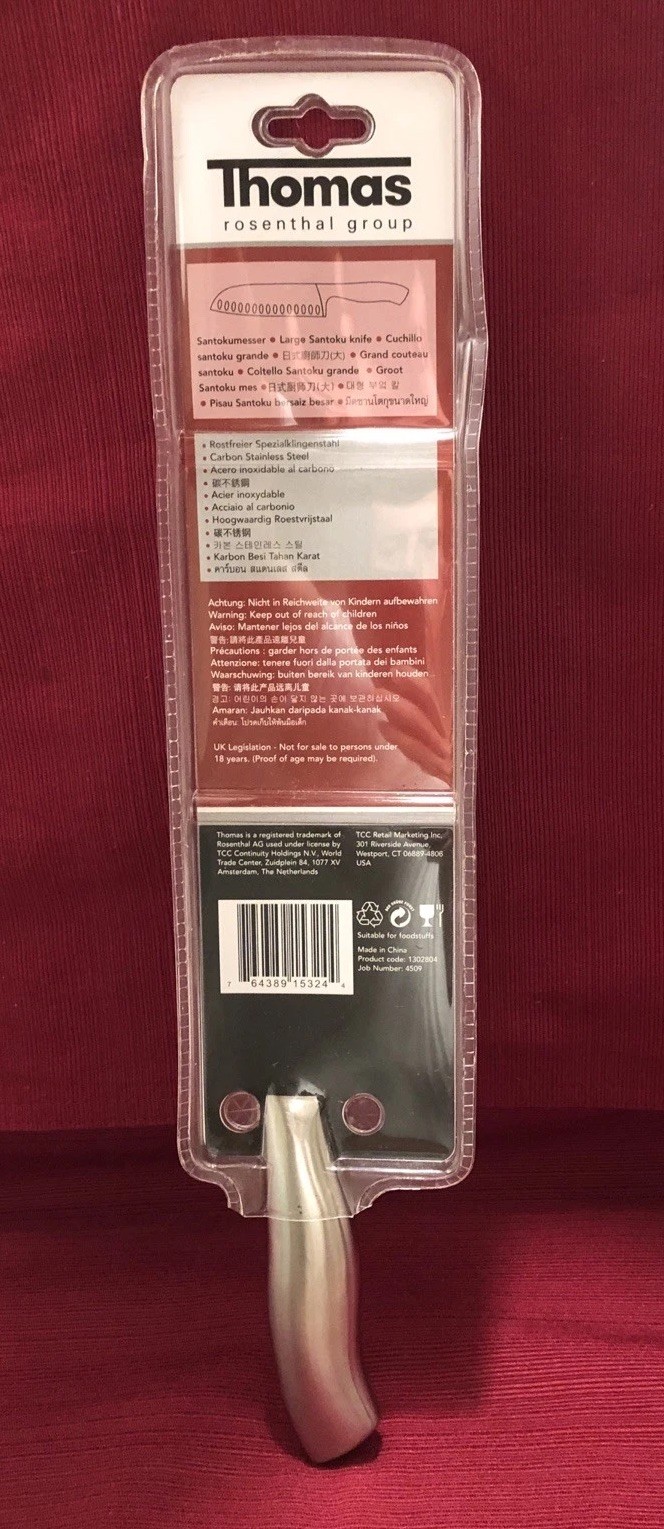 Thomas
rosenthal group
Santokumesser • Large Santoku knife • Cuchillo
santoku grande • 日式廚師刀(大) • Grand couteau
santoku • Coltello Santoku grande • Groot
Santoku mes • 日式厨师刀(大) • 대형 부엌 칼
• Pisau Santoku bersaiz besar • มีดซานโตกุขนาดใหญ่
• Rostfreier Spezialklingenstahl
• Carbon Stainless Steel
• Acero inoxidable al carbono
• 碳不銹鋼
• Acier inoxydable
• Acciaio al carbonio
• Hoogwaardig Roestvrijstaal
• 碳不锈钢
• 카본 스테인레스 스틸
• Karbon Besi Tahan Karat
• คาร์บอน สแตนเลส สตีล
Achtung: Nicht in Reichweite von Kindern aufbewahren
Warning: Keep out of reach of children
Aviso: Mantener lejos del alcance de los niños
警告:請將此產品遠離兒童
Précautions : garder hors de portée des enfants
Attenzione: tenere fuori dalla portata dei bambini
Waarschuwing: buiten bereik van kinderen houden
警告: 请将此产品远离儿童
경고: 어린이의 손이 닿지 않는 곳에 보관하십시오
Amaran: Jauhkan daripada kanak-kanak
คำเตือน: โปรดเก็บให้พ้นมือเด็ก
UK Legislation - Not for sale to persons under
18 years. (Proof of age may be required).
Thomas is a registered trademark of
Rosenthal AG used under license by
TCC Continuity Holdings N.V., World
Trade Center, Zuidplein 84, 1077 XV
Amsterdam, The Netherlands
TCC Retail Marketing Inc.
301 Riverside Avenue,
Westport, CT 06889-4808
USA
Suitable for foodstuffs
Made in China
Product code: 1302804
Job Number: 4509
7 64389 15324 4